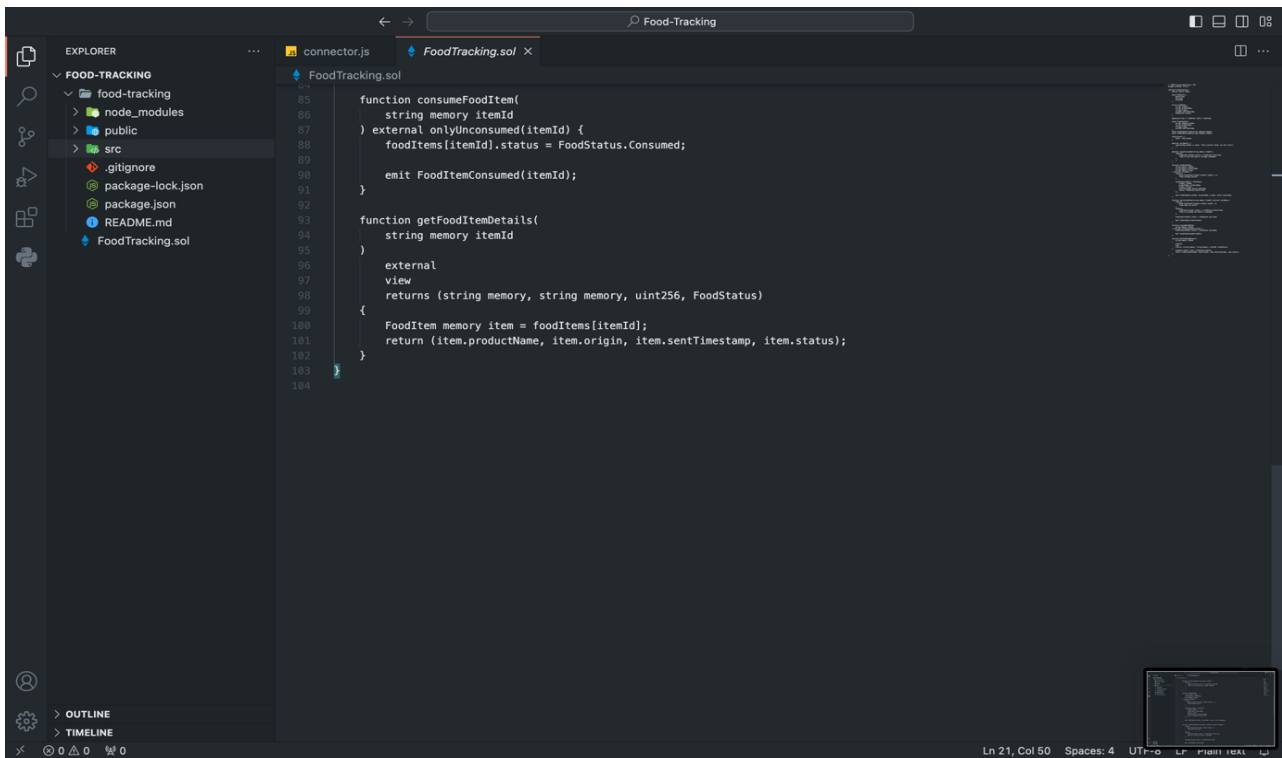 Food-Tracking
EXPLORER
connector.js
FoodTracking.sol
FOOD-TRACKING
FoodTracking.sol
food-tracking
node_modules
public
src
.gitignore
package-lock.json
package.json
README.md
FoodTracking.sol
85 function consumeFoodItem(
86 string memory itemId
87 ) external onlyUnconsumed(itemId) {
88 foodItems[itemId].status = FoodStatus.Consumed;
89
90 emit FoodItemConsumed(itemId);
91 }
92
93 function getFoodItemDetails(
94 string memory itemId
95 )
96 external
97 view
98 returns (string memory, string memory, uint256, FoodStatus)
99 {
100 FoodItem memory item = foodItems[itemId];
101 return (item.productName, item.origin, item.sentTimestamp, item.status);
102 }
103 }
104
OUTLINE
TIMELINE
0 0 0
Ln 21, Col 50 Spaces: 4 UTF-8 LF Plain Text